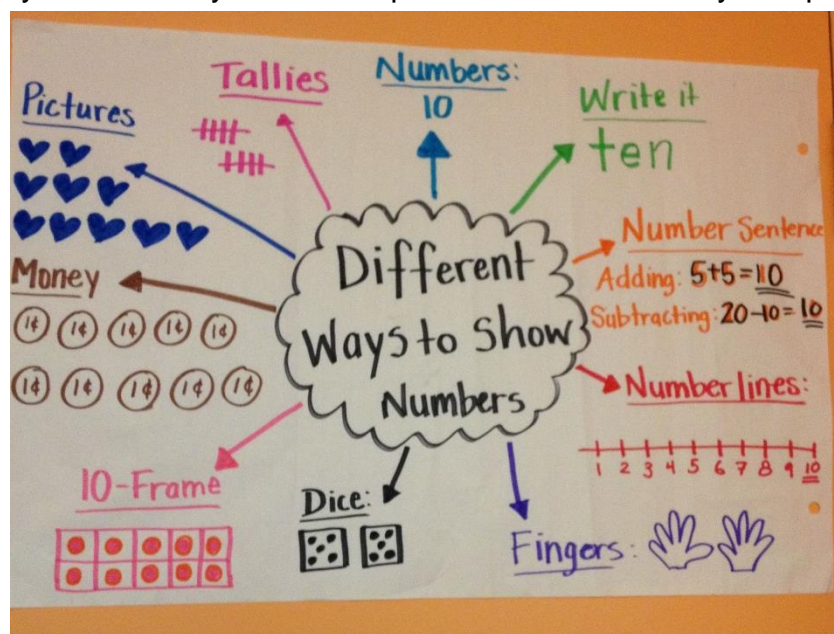 Different
Ways to Show
Numbers
Numbers:
10
Write it
ten
Number Sentence
Adding: 5+5=10
Subtracting: 20-10=10
Number lines:
1 2 3 4 5 6 7 8 9 10
Fingers:
Dice:
10-Frame
Money
1¢ 1¢ 1¢ 1¢ 1¢
1¢ 1¢ 1¢ 1¢ 1¢
Pictures
Tallies